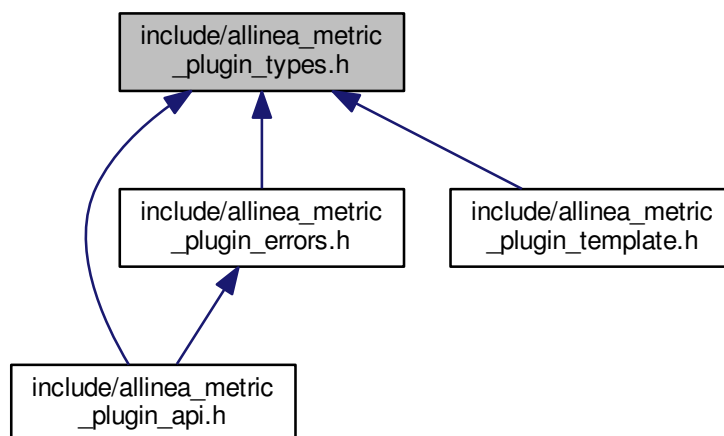 include/allinea_metric
_plugin_types.h
include/allinea_metric
_plugin_errors.h
include/allinea_metric
_plugin_template.h
include/allinea_metric
_plugin_api.h